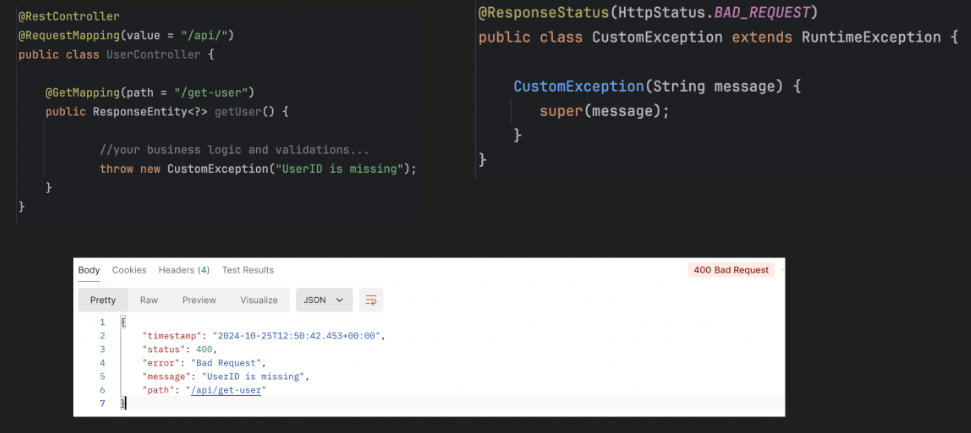 @RestController
@RequestMapping(value = "/api/")
public class UserController {
@GetMapping(path = "/get-user")
public ResponseEntity<?> getUser() {
//your business logic and validations...
throw new CustomException("UserID is missing");
}
}
@ResponseStatus(HttpStatus.BAD_REQUEST)
public class CustomException extends RuntimeException {
CustomException(String message) {
super(message);
}
}
Body Cookies Headers (4) Test Results 400 Bad Request
Pretty Raw Preview Visualize JSON
1 {
2 "timestamp": "2024-10-25T12:50:42.453+00:00",
3 "status": 400,
4 "error": "Bad Request",
5 "message": "UserID is missing",
6 "path": "/api/get-user"
7 }